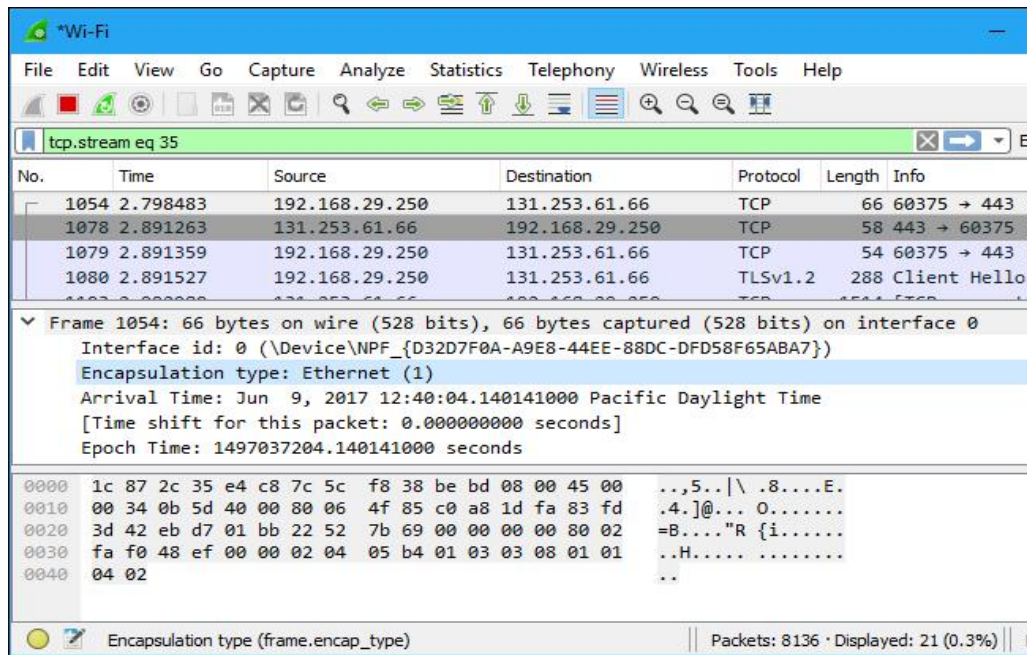 *Wi-Fi
File Edit View Go Capture Analyze Statistics Telephony Wireless Tools Help
tcp.stream eq 35
No. Time Source Destination Protocol Length Info
1054 2.798483 192.168.29.250 131.253.61.66 TCP 66 60375 → 443
1078 2.891263 131.253.61.66 192.168.29.250 TCP 58 443 → 60375
1079 2.891359 192.168.29.250 131.253.61.66 TCP 54 60375 → 443
1080 2.891527 192.168.29.250 131.253.61.66 TLSv1.2 288 Client Hello
Frame 1054: 66 bytes on wire (528 bits), 66 bytes captured (528 bits) on interface 0
Interface id: 0 (\Device\NPF_{D32D7F0A-A9E8-44EE-88DC-DFD58F65ABA7})
Encapsulation type: Ethernet (1)
Arrival Time: Jun 9, 2017 12:40:04.140141000 Pacific Daylight Time
[Time shift for this packet: 0.000000000 seconds]
Epoch Time: 1497037204.140141000 seconds
0000 1c 87 2c 35 e4 c8 7c 5c f8 38 be bd 08 00 45 00 ..,5..|\ .8....E.
0010 00 34 0b 5d 40 00 80 06 4f 85 c0 a8 1d fa 83 fd .4.]@... O.......
0020 3d 42 eb d7 01 bb 22 52 7b 69 00 00 00 00 80 02 =B...."R {i......
0030 fa f0 48 ef 00 00 02 04 05 b4 01 03 03 08 01 01 ..H..... ........
0040 04 02 ..
Encapsulation type (frame.encap_type) Packets: 8136 · Displayed: 21 (0.3%)